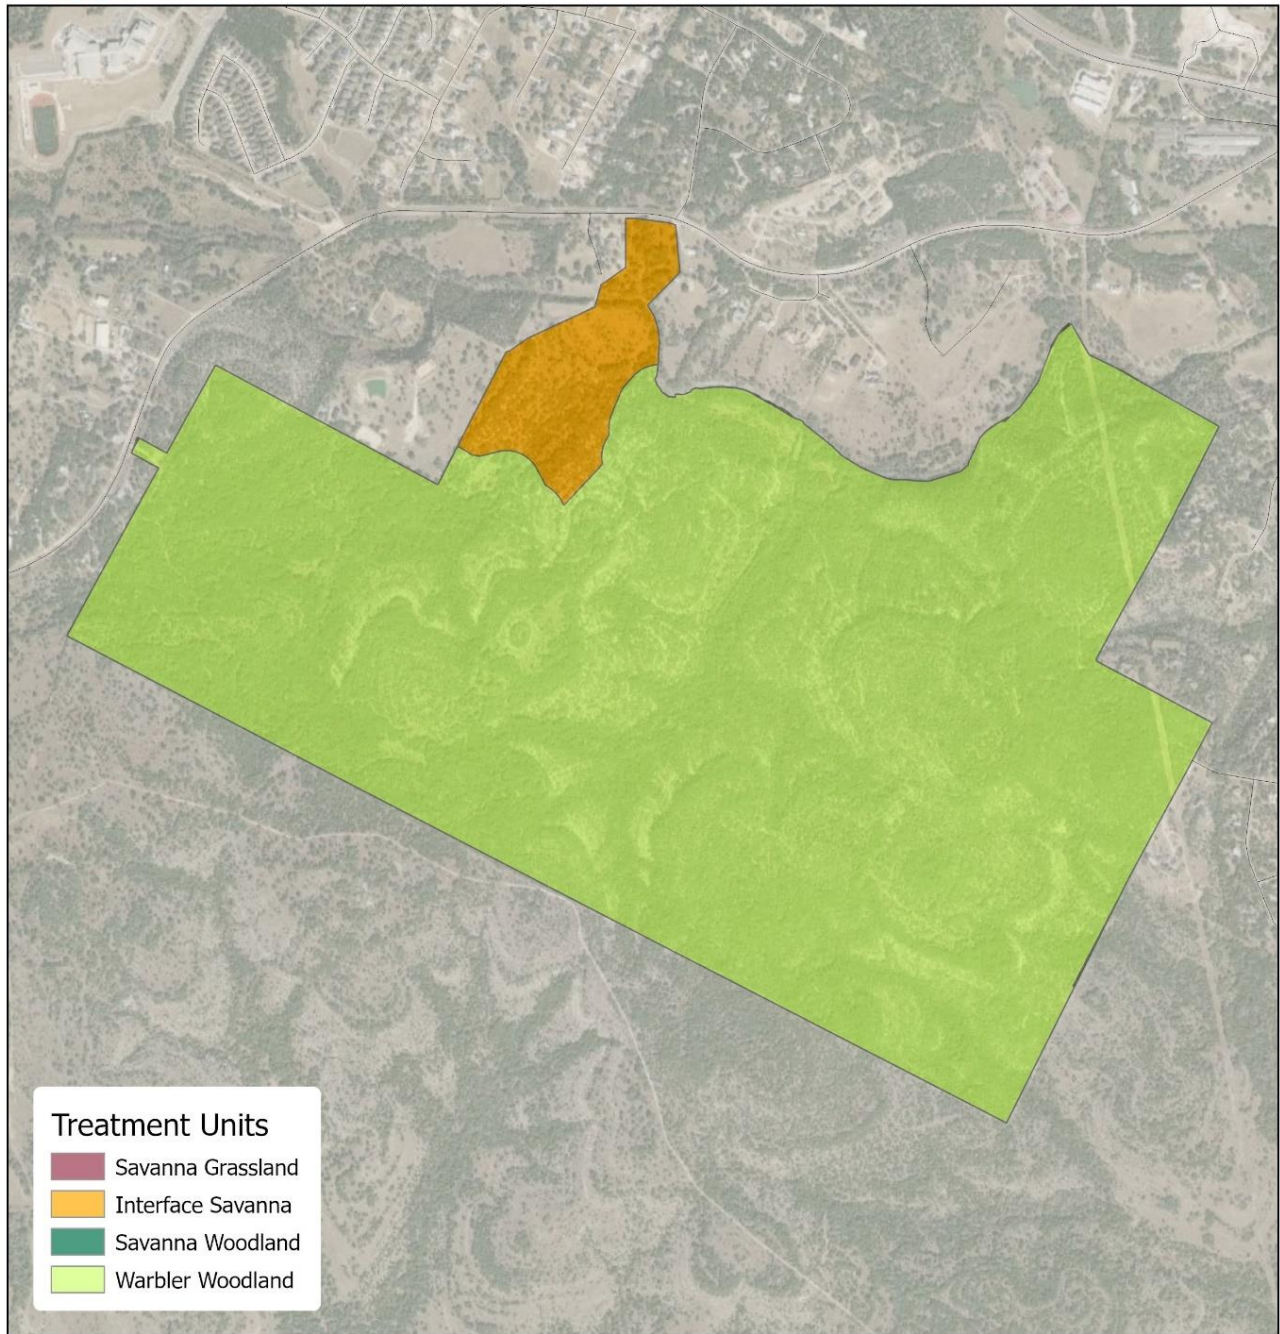 Treatment Units
Savanna Grassland
Interface Savanna
Savanna Woodland
Warbler Woodland